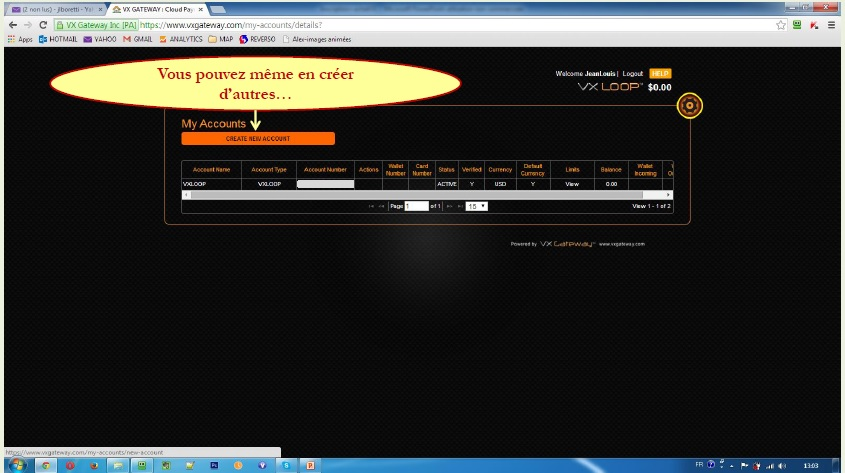 (2 non lus) - jlboretti - Yal
VX GATEWAY : Cloud Pay
VX Gateway Inc [PA] https://www.vxgateway.com/my-accounts/details?
Apps HOTMAIL YAHOO GMAIL ANALYTICS MAP REVERSO Alex-images animées
Vous pouvez même en créer
d'autres…
Welcome JeanLouis | Logout HELP
VX LOOP™ $0.00
My Accounts
CREATE NEW ACCOUNT
Account Name Account Type Account Number Actions Wallet Number Card Number Status Verified Currency Default Currency Limits Balance Wallet Incoming
VXLOOP VXLOOP ACTIVE Y USD Y View 0.00
Page 1 of 1 15 View 1 - 1 of 2
Powered by VX Gateway™ www.vxgateway.com
https://www.vxgateway.com/my-accounts/new-account
FR 13:03